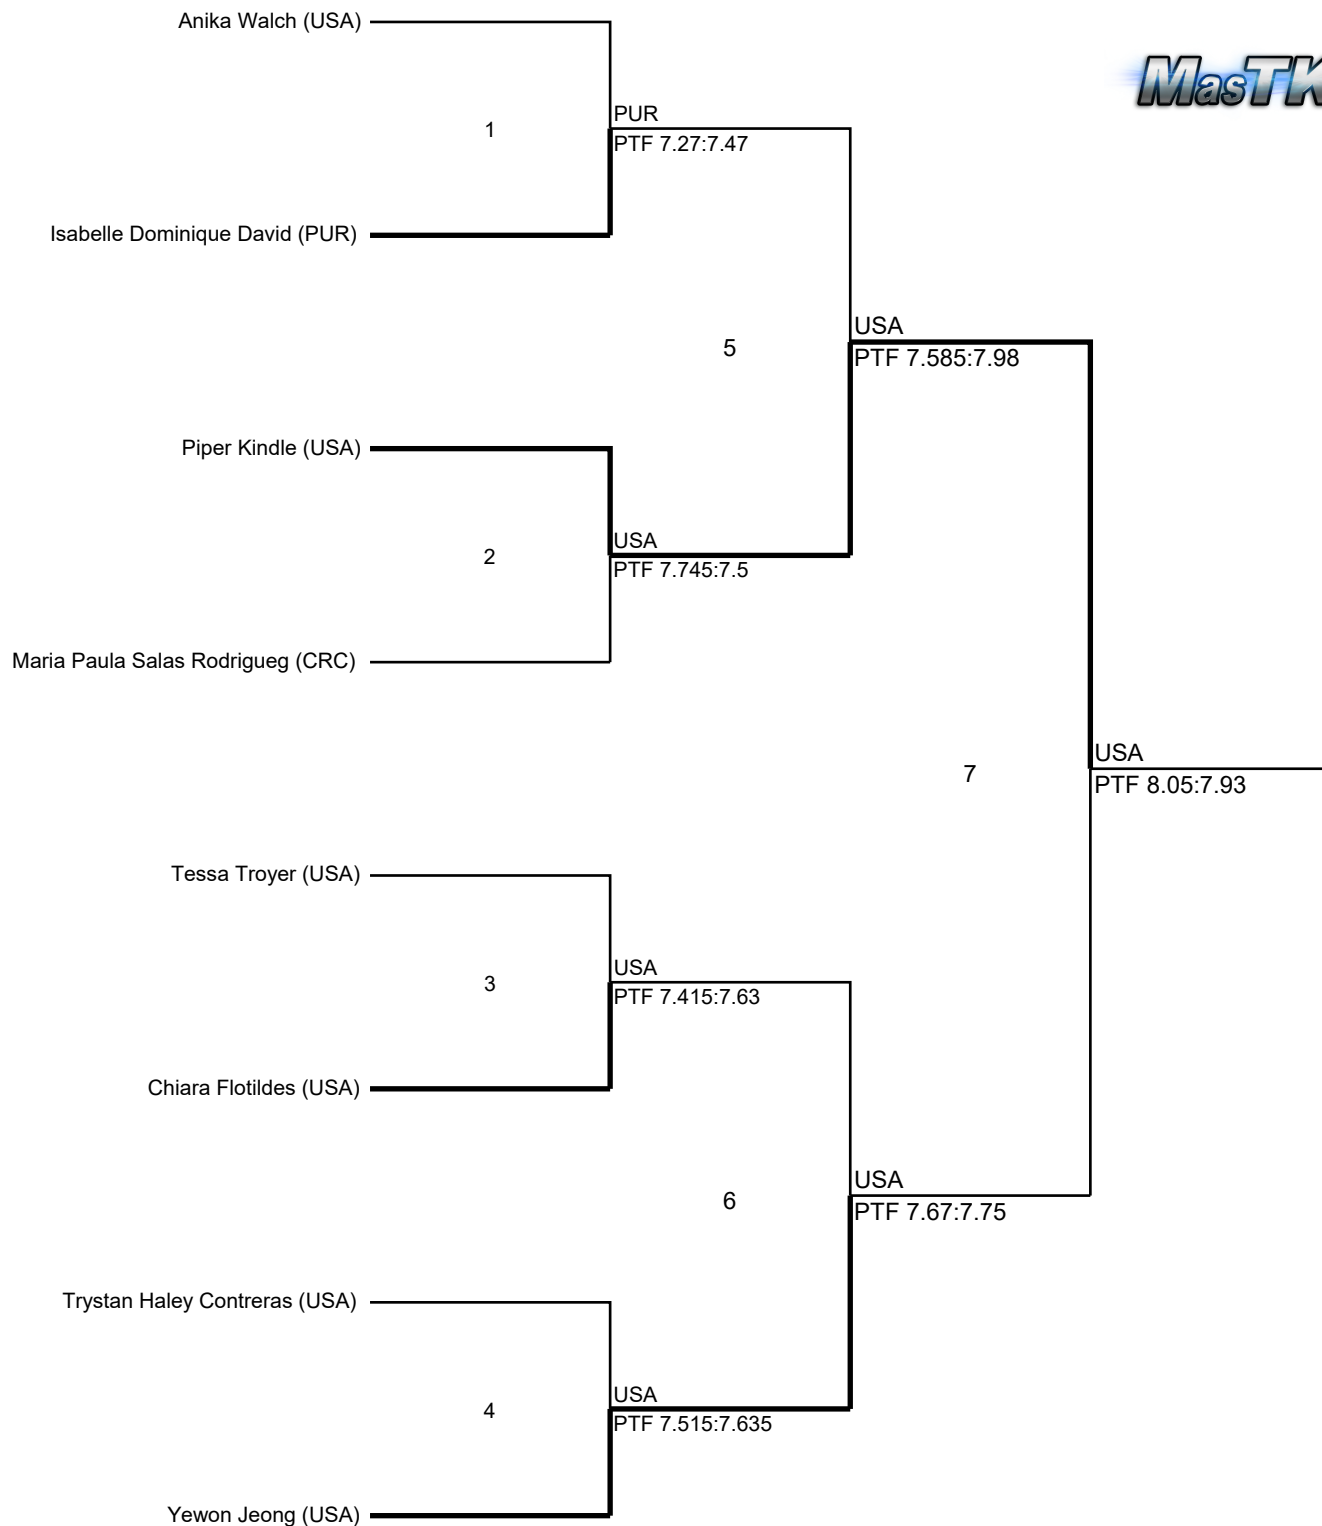 Anika Walch (USA)
MasTK
PUR
1
PTF 7.27:7.47
Isabelle Dominique David (PUR)
USA
5
PTF 7.585:7.98
Piper Kindle (USA)
USA
2
PTF 7.745:7.5
Maria Paula Salas Rodrigueg (CRC)
USA
7
PTF 8.05:7.93
Tessa Troyer (USA)
USA
3
PTF 7.415:7.63
Chiara Flotildes (USA)
USA
6
PTF 7.67:7.75
Trystan Haley Contreras (USA)
USA
4
PTF 7.515:7.635
Yewon Jeong (USA)